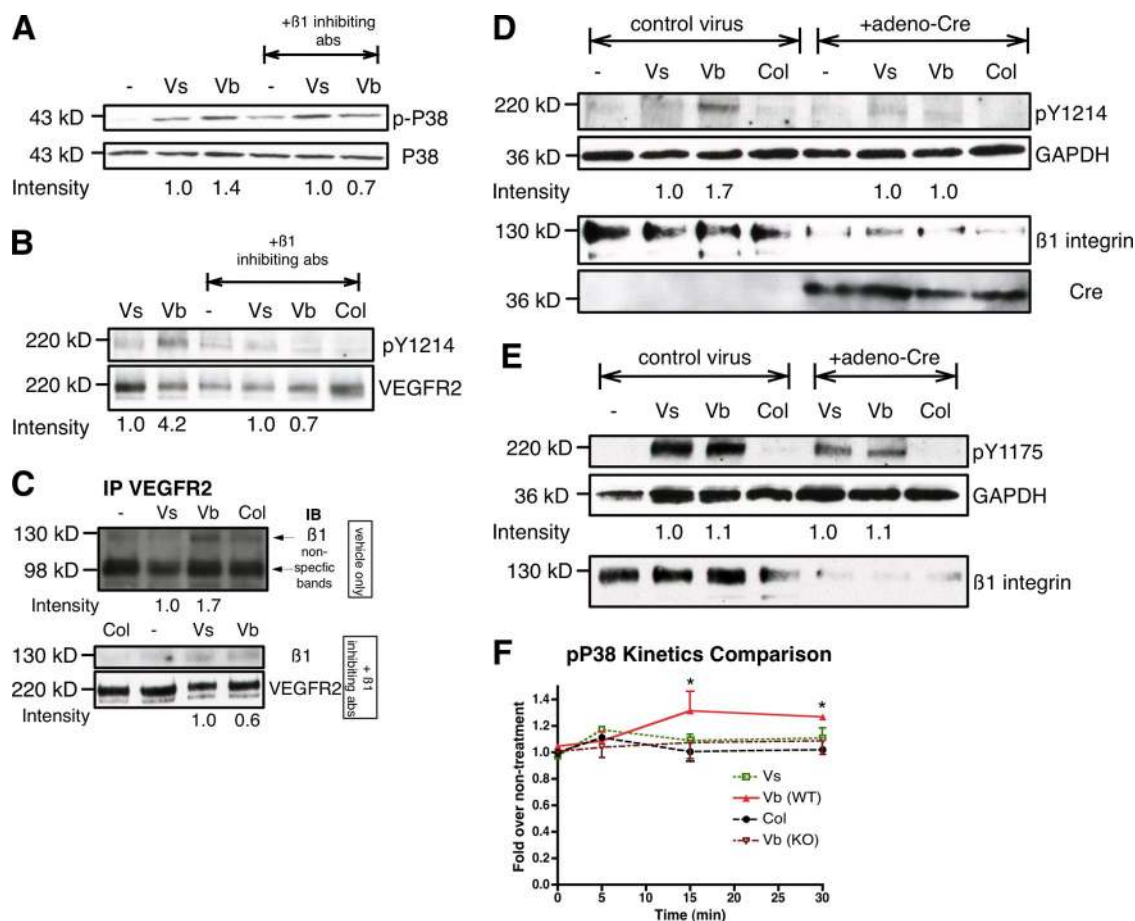 A
+ß1 inhibiting
abs
- Vs Vb - Vs Vb
43 kD p-P38
43 kD P38
Intensity 1.0 1.4 1.0 0.7
B
+ß1
inhibiting abs
Vs Vb - Vs Vb Col
220 kD pY1214
220 kD VEGFR2
Intensity 1.0 4.2 1.0 0.7
C
IP VEGFR2
- Vs Vb Col IB
130 kD ß1
non-
specfic
bands
98 kD
vehicle only
Intensity 1.0 1.7
Col - Vs Vb
130 kD ß1
220 kD VEGFR2
+ ß1
inhibiting abs
Intensity 1.0 0.6
D
control virus +adeno-Cre
- Vs Vb Col - Vs Vb Col
220 kD pY1214
36 kD GAPDH
Intensity 1.0 1.7 1.0 1.0
130 kD ß1 integrin
36 kD Cre
E
control virus +adeno-Cre
- Vs Vb Col Vs Vb Col
220 kD pY1175
36 kD GAPDH
Intensity 1.0 1.1 1.0 1.1
130 kD ß1 integrin
F
pP38 Kinetics Comparison
Fold over non-treatment
1.4
1.2
1.0
0.8
0.6
0.4
0.2
0.0
* *
Vs
Vb (WT)
Col
Vb (KO)
0 5 10 15 20 25 30
Time (min)